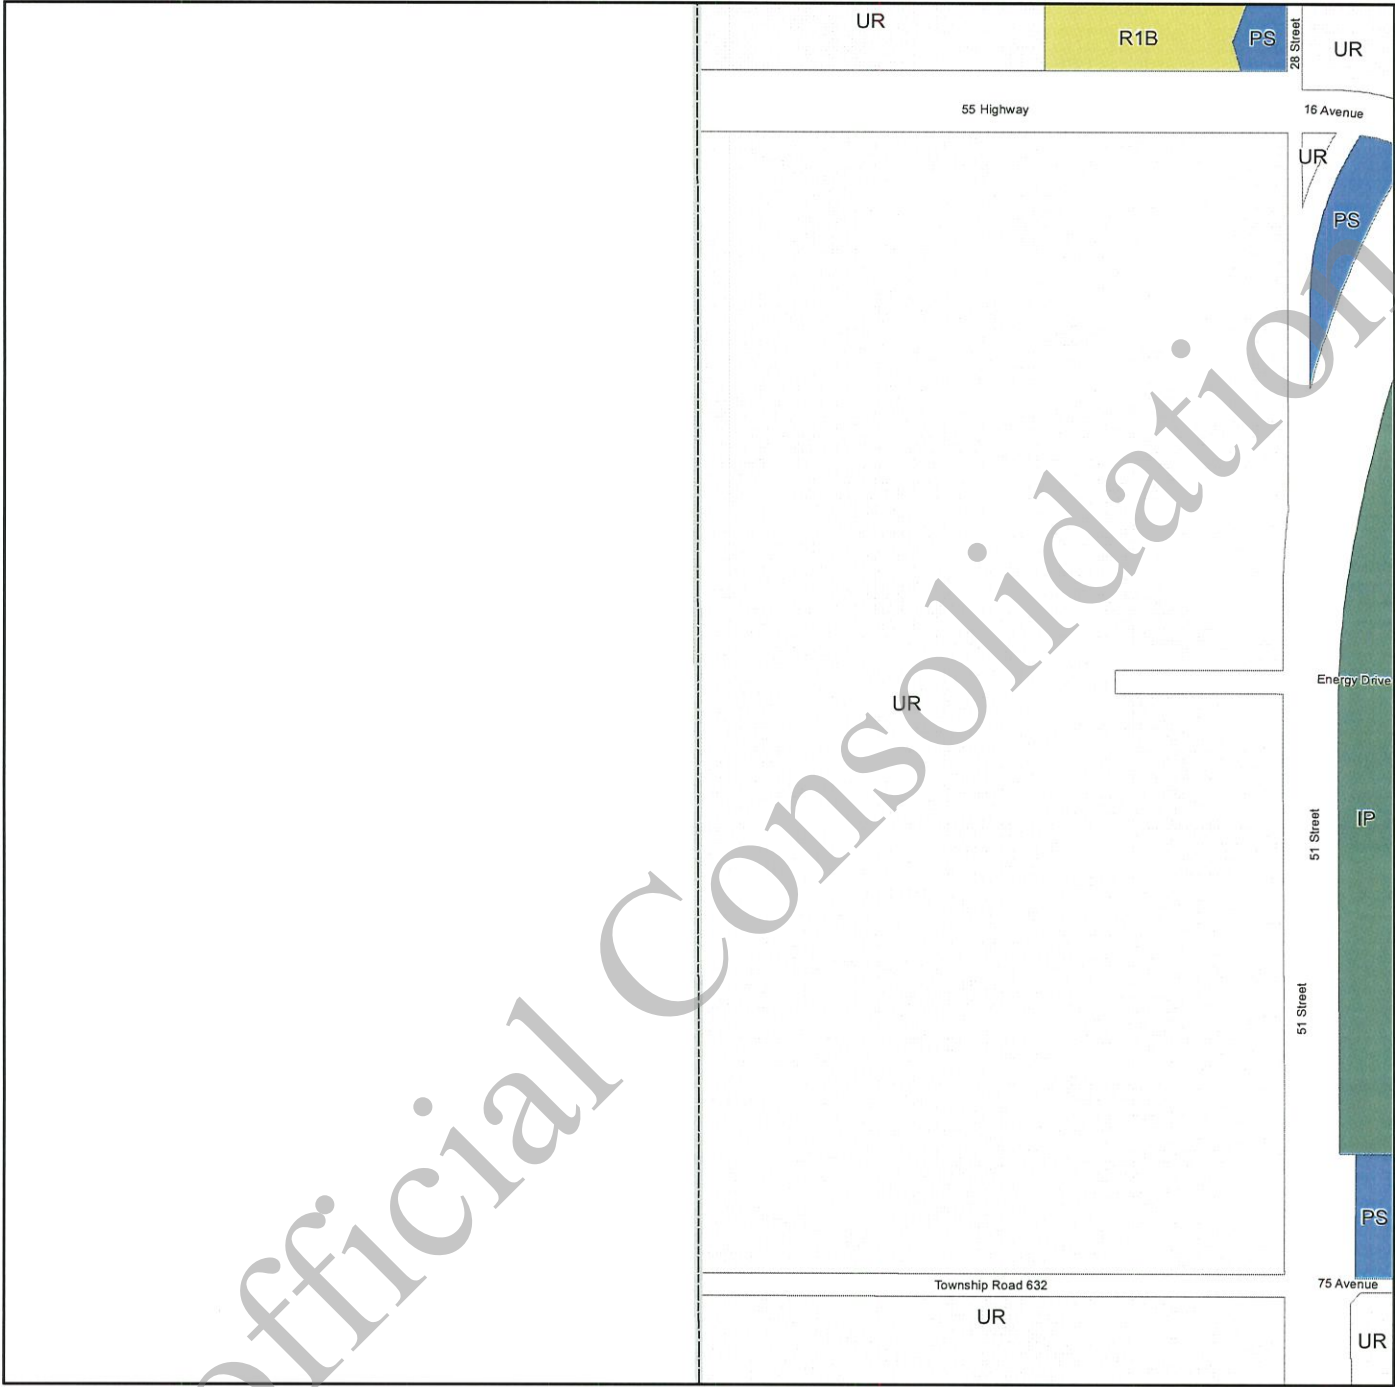 UR
R1B
PS
28 Street
UR
55 Highway
16 Avenue
UR
PS
Energy Drive
UR
51 Street
IP
51 Street
PS
Township Road 632
75 Avenue
UR
UR
official Consolidation